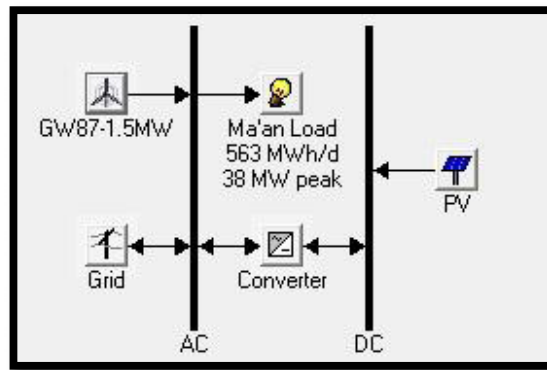 GW87-1.5MW
Ma'an Load
563 MWh/d
38 MW peak
PV
Grid
Converter
AC
DC